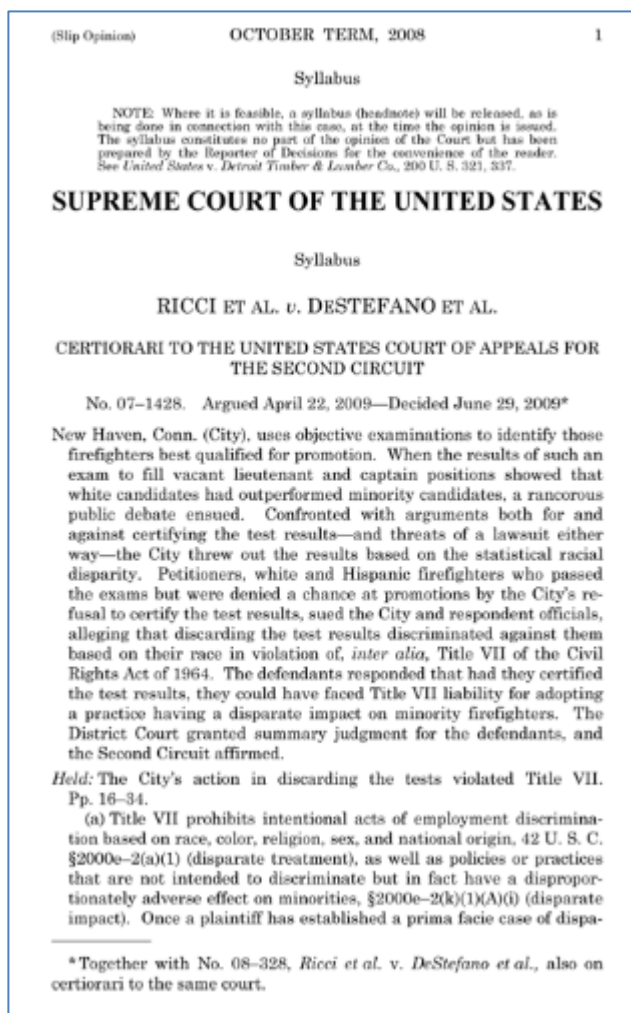 (Slip Opinion) OCTOBER TERM, 2008 1
Syllabus
NOTE: Where it is feasible, a syllabus (headnote) will be released, as is
being done in connection with this case, at the time the opinion is issued.
The syllabus constitutes no part of the opinion of the Court but has been
prepared by the Reporter of Decisions for the convenience of the reader.
See United States v. Detroit Timber & Lumber Co., 200 U. S. 321, 337.
SUPREME COURT OF THE UNITED STATES
Syllabus
RICCI ET AL. v. DESTEFANO ET AL.
CERTIORARI TO THE UNITED STATES COURT OF APPEALS FOR
THE SECOND CIRCUIT
No. 07–1428. Argued April 22, 2009—Decided June 29, 2009*
New Haven, Conn. (City), uses objective examinations to identify those
firefighters best qualified for promotion. When the results of such an
exam to fill vacant lieutenant and captain positions showed that
white candidates had outperformed minority candidates, a rancorous
public debate ensued. Confronted with arguments both for and
against certifying the test results—and threats of a lawsuit either
way—the City threw out the results based on the statistical racial
disparity. Petitioners, white and Hispanic firefighters who passed
the exams but were denied a chance at promotions by the City's re-
fusal to certify the test results, sued the City and respondent officials,
alleging that discarding the test results discriminated against them
based on their race in violation of, inter alia, Title VII of the Civil
Rights Act of 1964. The defendants responded that had they certified
the test results, they could have faced Title VII liability for adopting
a practice having a disparate impact on minority firefighters. The
District Court granted summary judgment for the defendants, and
the Second Circuit affirmed.
Held: The City's action in discarding the tests violated Title VII.
Pp. 16–34.
(a) Title VII prohibits intentional acts of employment discrimina-
tion based on race, color, religion, sex, and national origin, 42 U. S. C.
§2000e–2(a)(1) (disparate treatment), as well as policies or practices
that are not intended to discriminate but in fact have a dispropor-
tionately adverse effect on minorities, §2000e–2(k)(1)(A)(i) (disparate
impact). Once a plaintiff has established a prima facie case of dispa-
*Together with No. 08–328, Ricci et al. v. DeStefano et al., also on
certiorari to the same court.